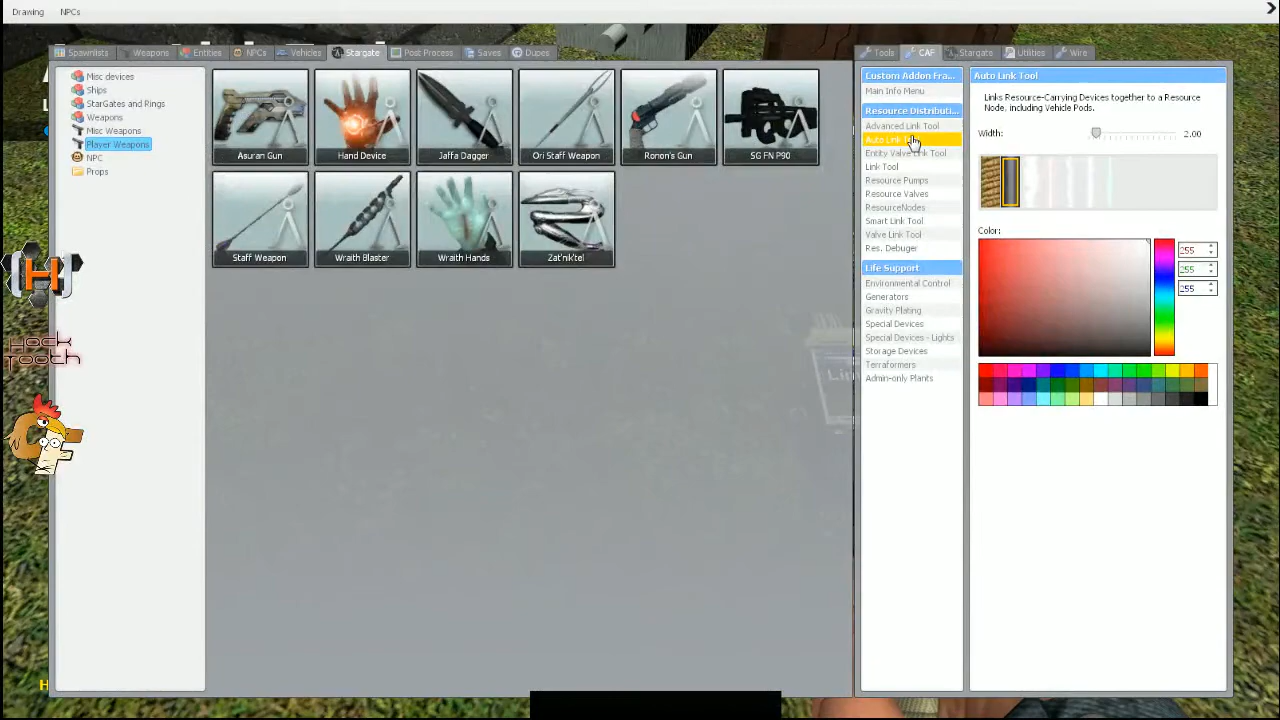 Drawing NPCs
Spawnlists Weapons Entities NPCs Vehicles Stargate Post Process Saves Dupes
Misc devices
Ships
StarGates and Rings
Weapons
Misc Weapons
Player Weapons
NPC
Props
Asuran Gun Hand Device Jaffa Dagger Ori Staff Weapon Ronon's Gun SG FN P90
Staff Weapon Wraith Blaster Wraith Hands Zat'nik'tel
Tools CAF Stargate Utilities Wire
Custom Addon Fra...
Main Info Menu
Resource Distributi...
Advanced Link Tool
Auto Link
Entity Valve Link Tool
Link Tool
Resource Pumps
Resource Valves
ResourceNodes
Smart Link Tool
Valve Link Tool
Res. Debuger
Life Support
Environmental Control
Generators
Gravity Plating
Special Devices
Special Devices - Lights
Storage Devices
Terraformers
Admin-only Plants
Auto Link Tool
Links Resource-Carrying Devices together to a Resource
Node, including Vehicle Pods.
Width: 2.00
Color:
255
255
255
Hock
Tooth
H